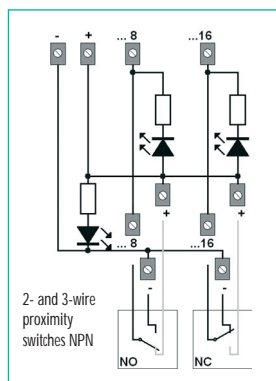 - + ... 8 ...16
+ +
... 8 ...16
- -
2- and 3-wire
proximity
switches NPN
NO NC